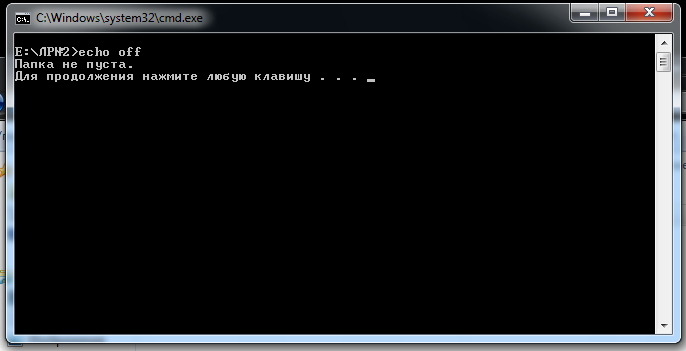 C:\Windows\system32\cmd.exe
E:\ЛР№2>echo off
Папка не пуста.
Для продолжения нажмите любую клавишу . . . _